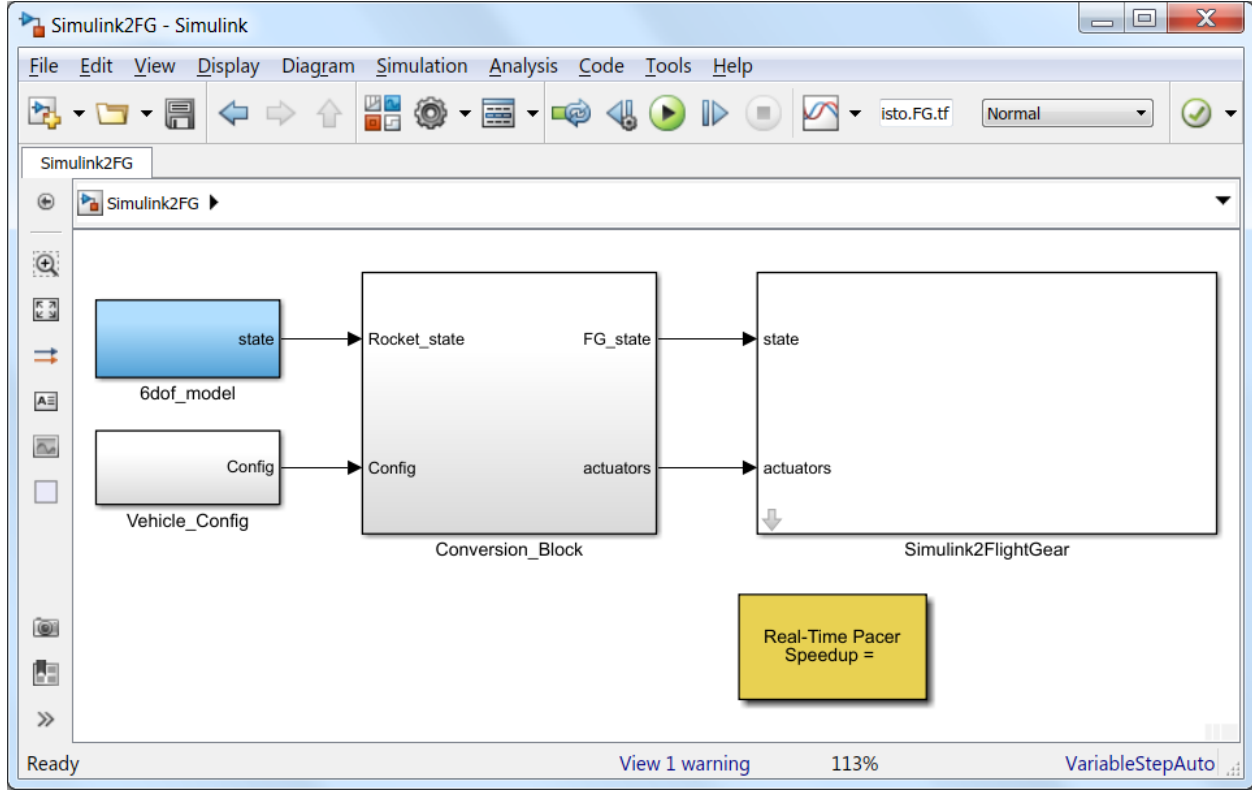 Simulink2FG - Simulink
File Edit View Display Diagram Simulation Analysis Code Tools Help
isto.FG.tf Normal
Simulink2FG
Simulink2FG
state
6dof_model
Config
Vehicle_Config
Rocket_state FG_state
Config actuators
Conversion_Block
state
actuators
Simulink2FlightGear
Real-Time Pacer
Speedup =
Ready View 1 warning 113% VariableStepAuto